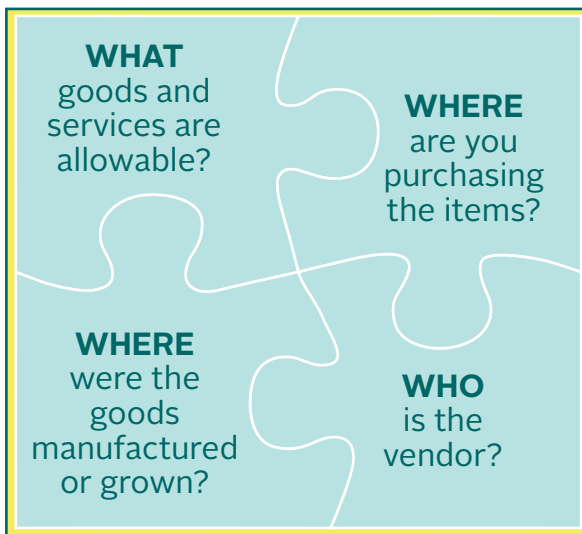 WHAT
goods and
services are
allowable?
WHERE
are you
purchasing
the items?
WHERE
were the
goods
manufactured
or grown?
WHO
is the
vendor?